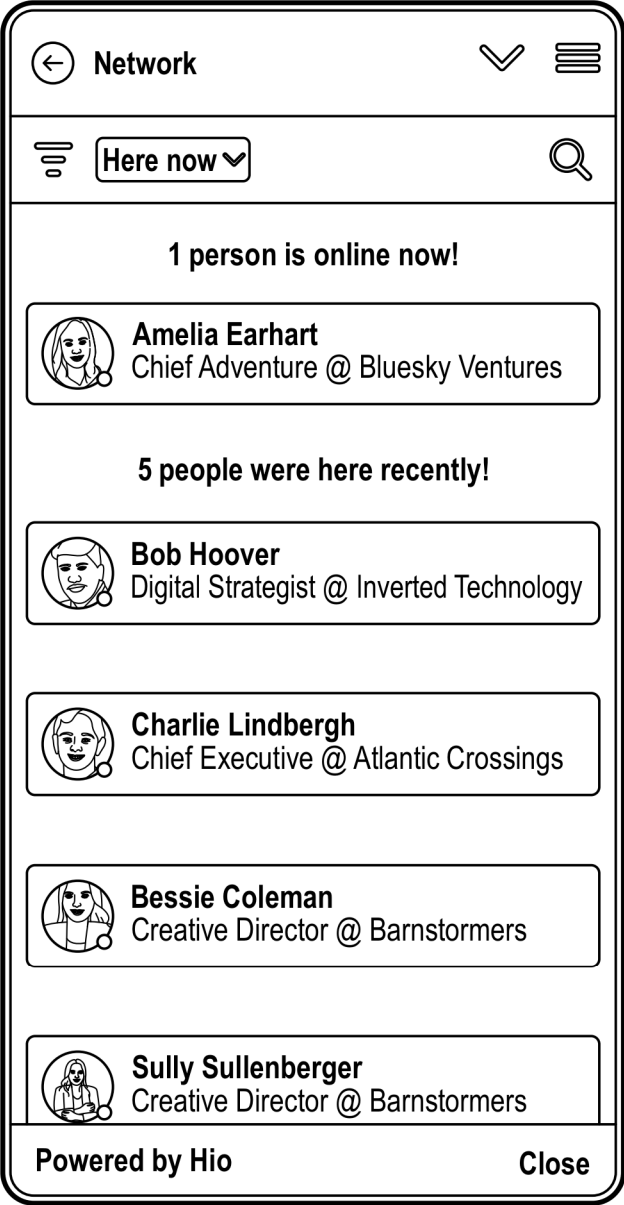 Network
Here now
1 person is online now!
Amelia Earhart
Chief Adventure @ Bluesky Ventures
5 people were here recently!
Bob Hoover
Digital Strategist @ Inverted Technology
Charlie Lindbergh
Chief Executive @ Atlantic Crossings
Bessie Coleman
Creative Director @ Barnstormers
Sully Sullenberger
Creative Director @ Barnstormers
Powered by Hio
Close